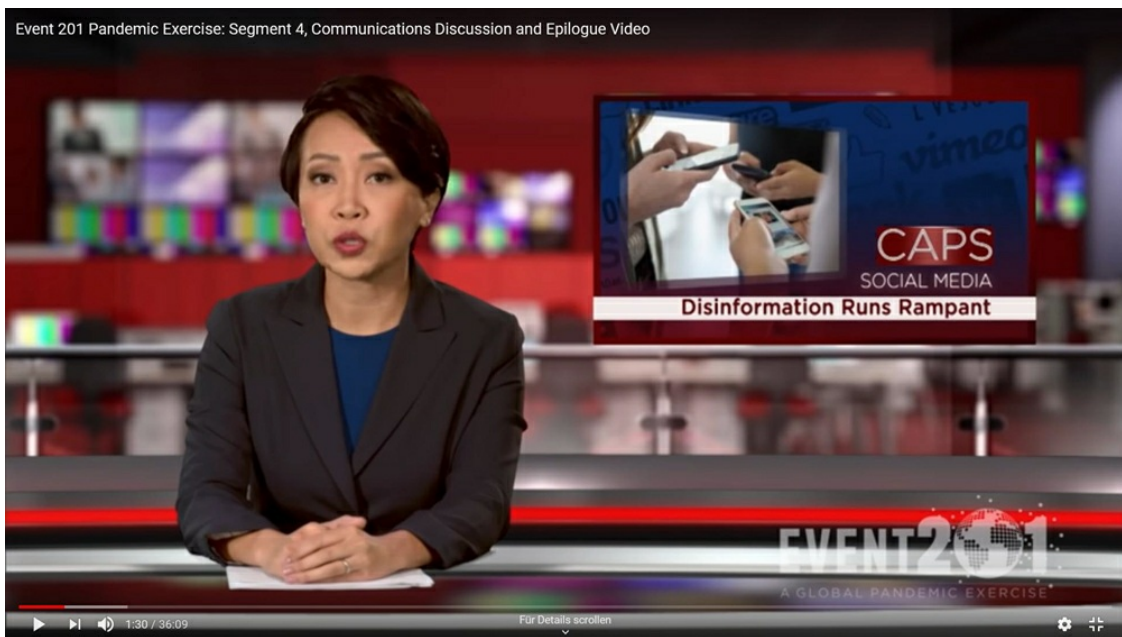 Event 201 Pandemic Exercise: Segment 4, Communications Discussion and Epilogue Video
vimeo
CAPS
SOCIAL MEDIA
Disinformation Runs Rampant
EVENT201
A GLOBAL PANDEMIC EXERCISE
1:30 / 36:09
Für Details scrollen